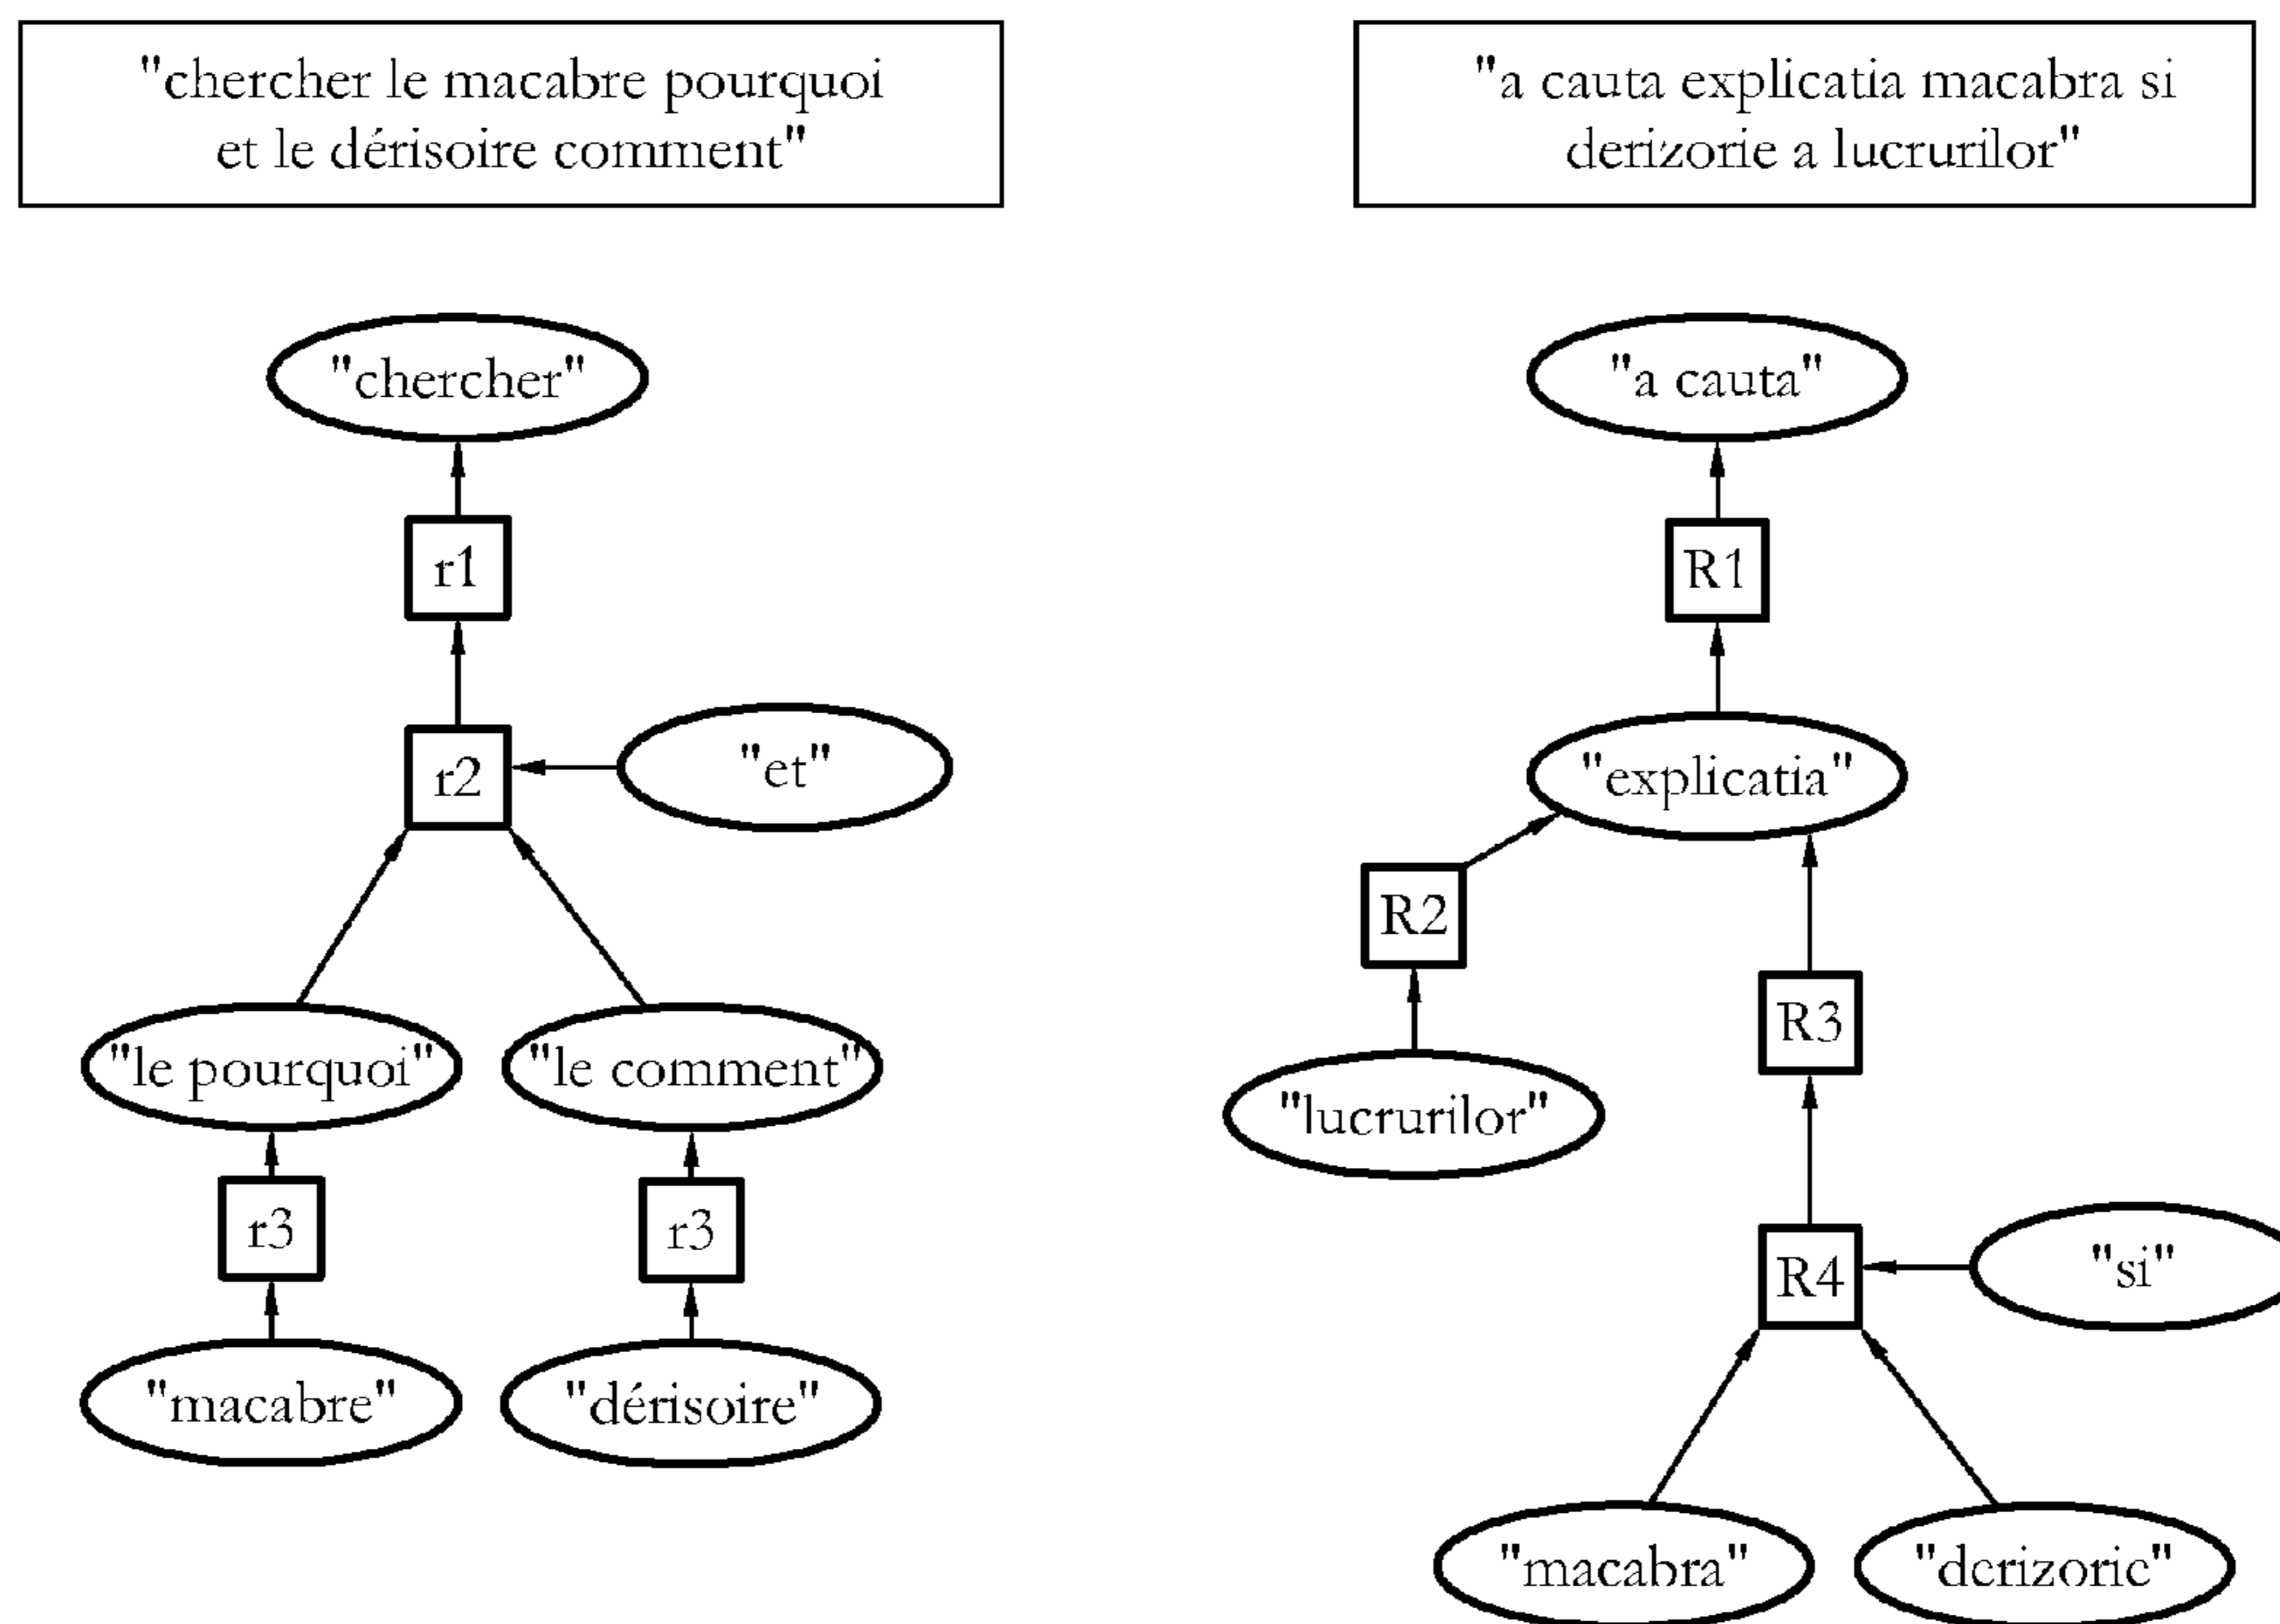 "chercher le macabre pourquoi
et le dérisoire comment"
"chercher"
r1
r2
"et"
"le pourquoi"
"le comment"
r3
r3
"macabre"
"dérisoire"
"a cauta explicatia macabra si
derizorie a lucrurilor"
"a cauta"
R1
"explicatia"
R2
R3
"lucrurilor"
R4
"si"
"macabra"
"derizorie"